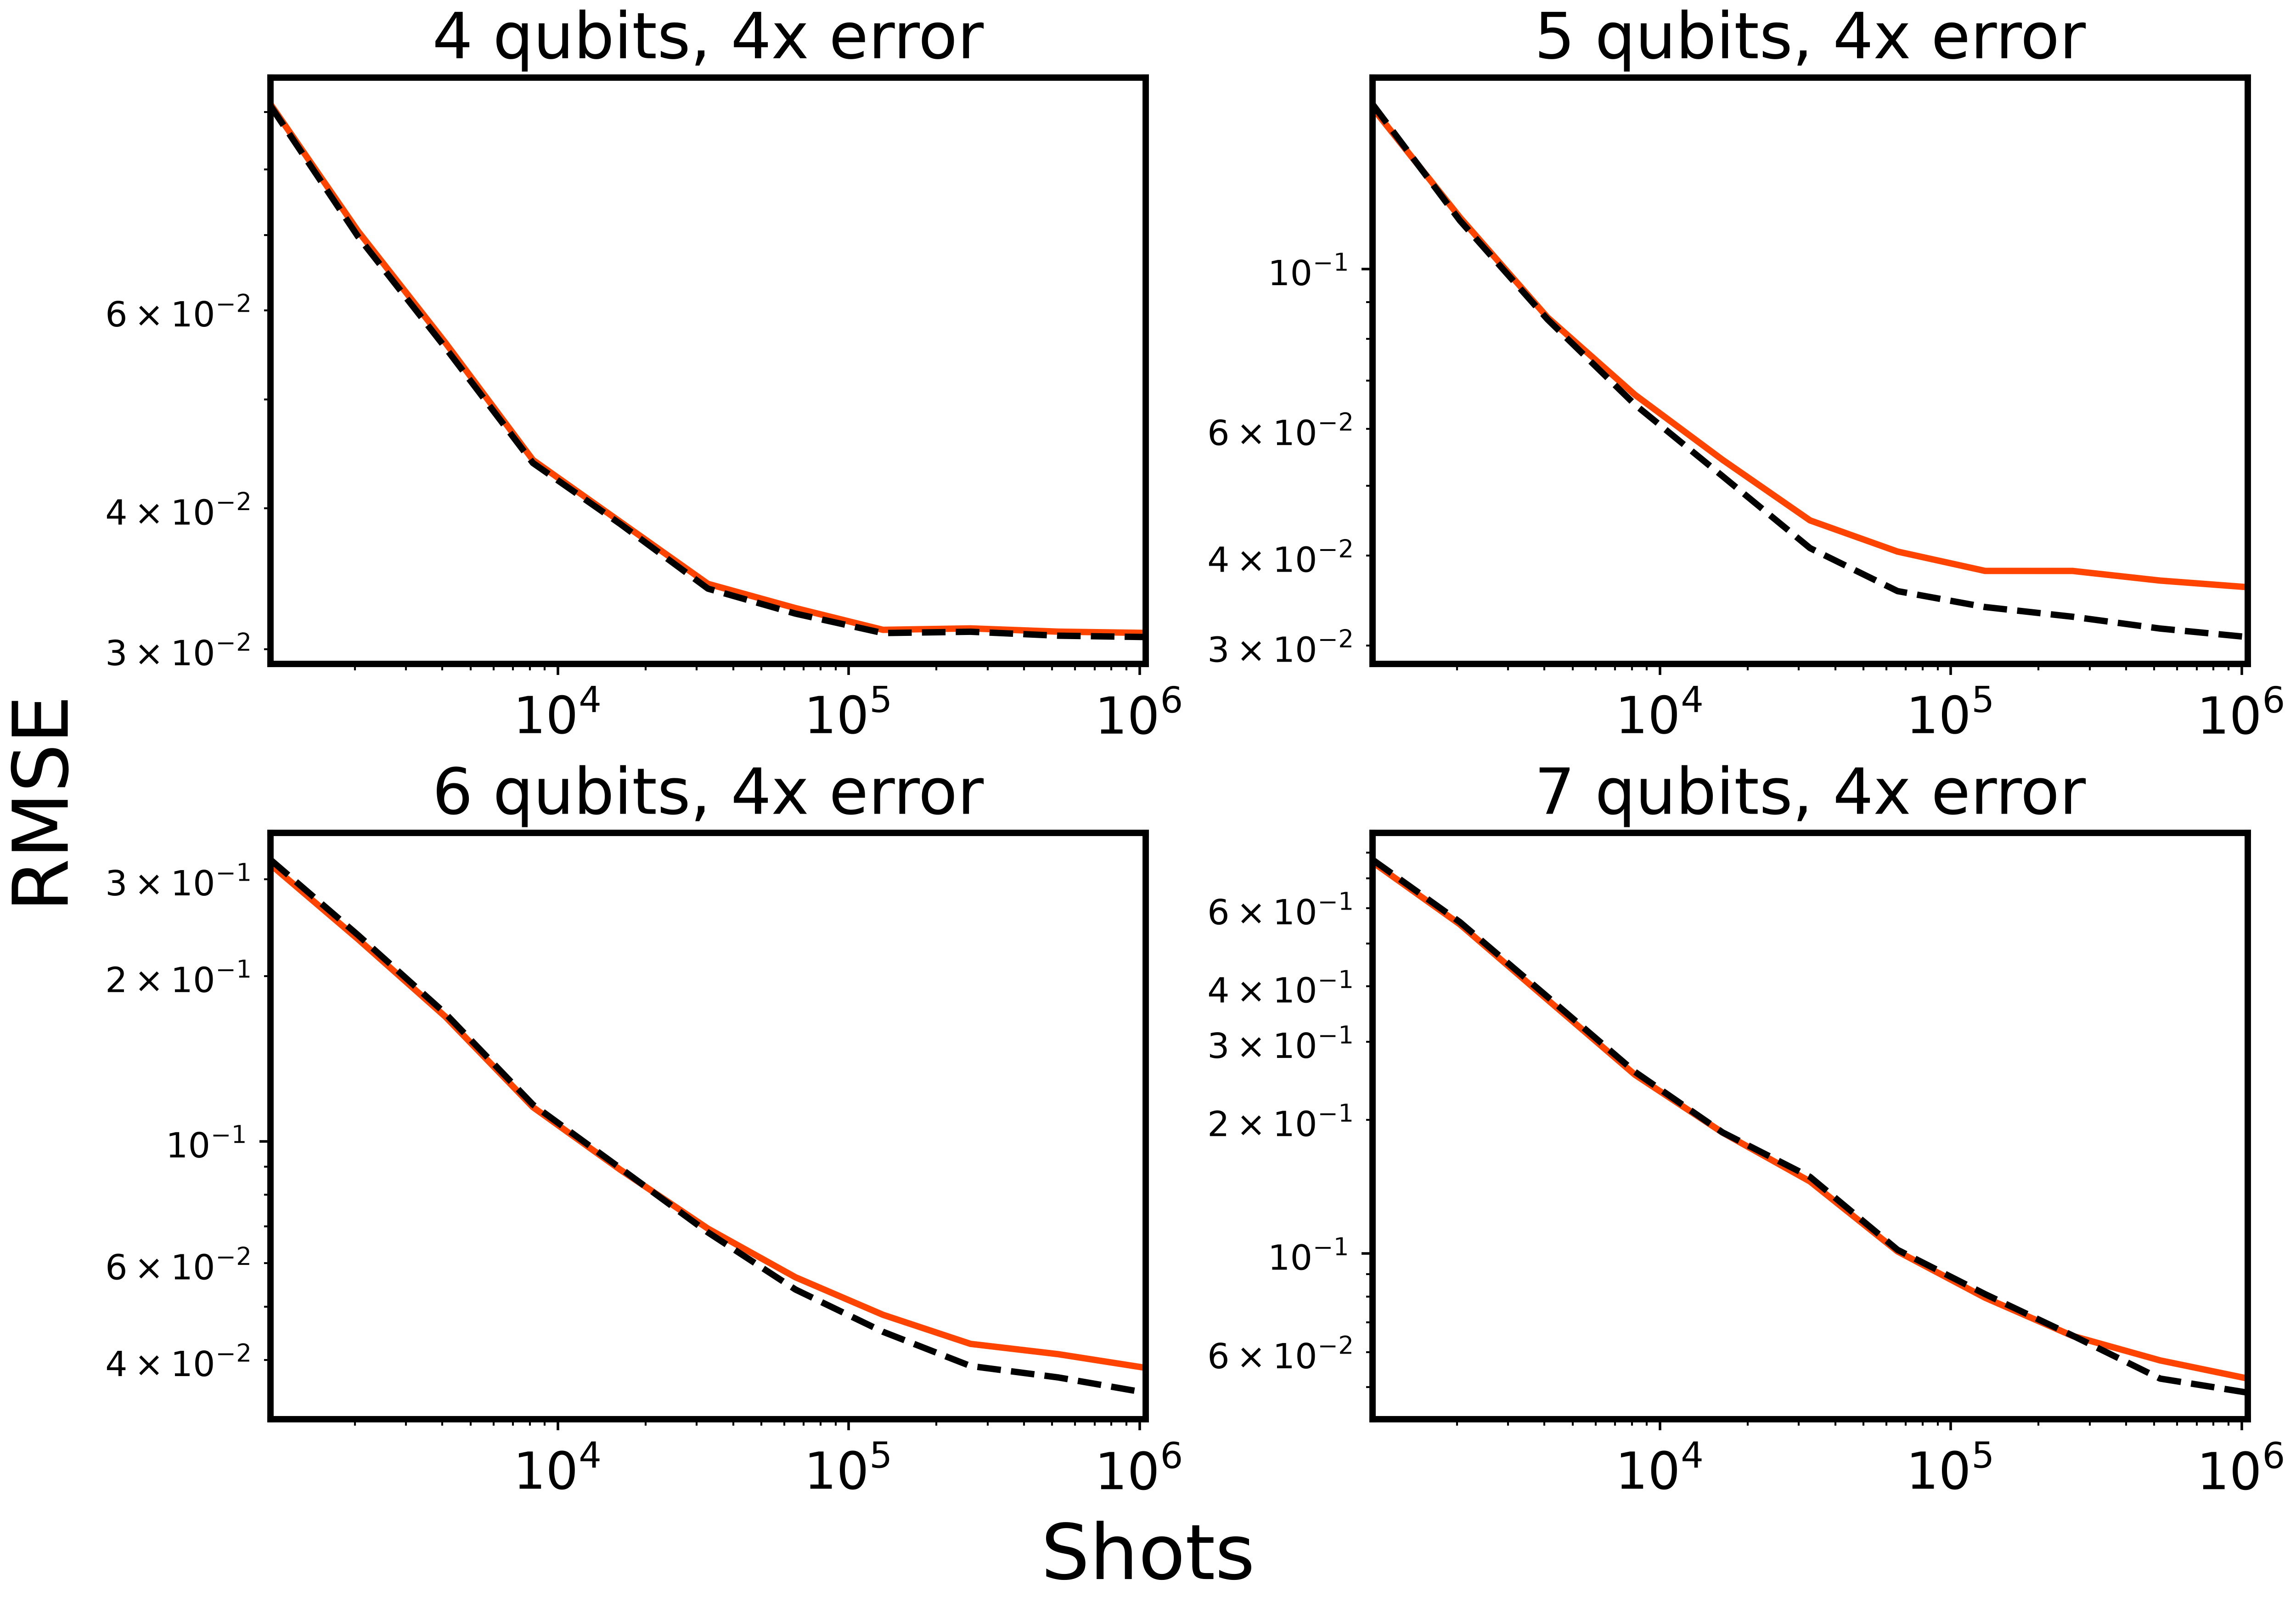 4 qubits, 4x error
6 × 10⁻²
4 × 10⁻²
3 × 10⁻²
10⁴ 10⁵ 10⁶
5 qubits, 4x error
10⁻¹
6 × 10⁻²
4 × 10⁻²
3 × 10⁻²
10⁴ 10⁵ 10⁶
RMSE
6 qubits, 4x error
3 × 10⁻¹
2 × 10⁻¹
10⁻¹
6 × 10⁻²
4 × 10⁻²
10⁴ 10⁵ 10⁶
7 qubits, 4x error
6 × 10⁻¹
4 × 10⁻¹
3 × 10⁻¹
2 × 10⁻¹
10⁻¹
6 × 10⁻²
10⁴ 10⁵ 10⁶
Shots